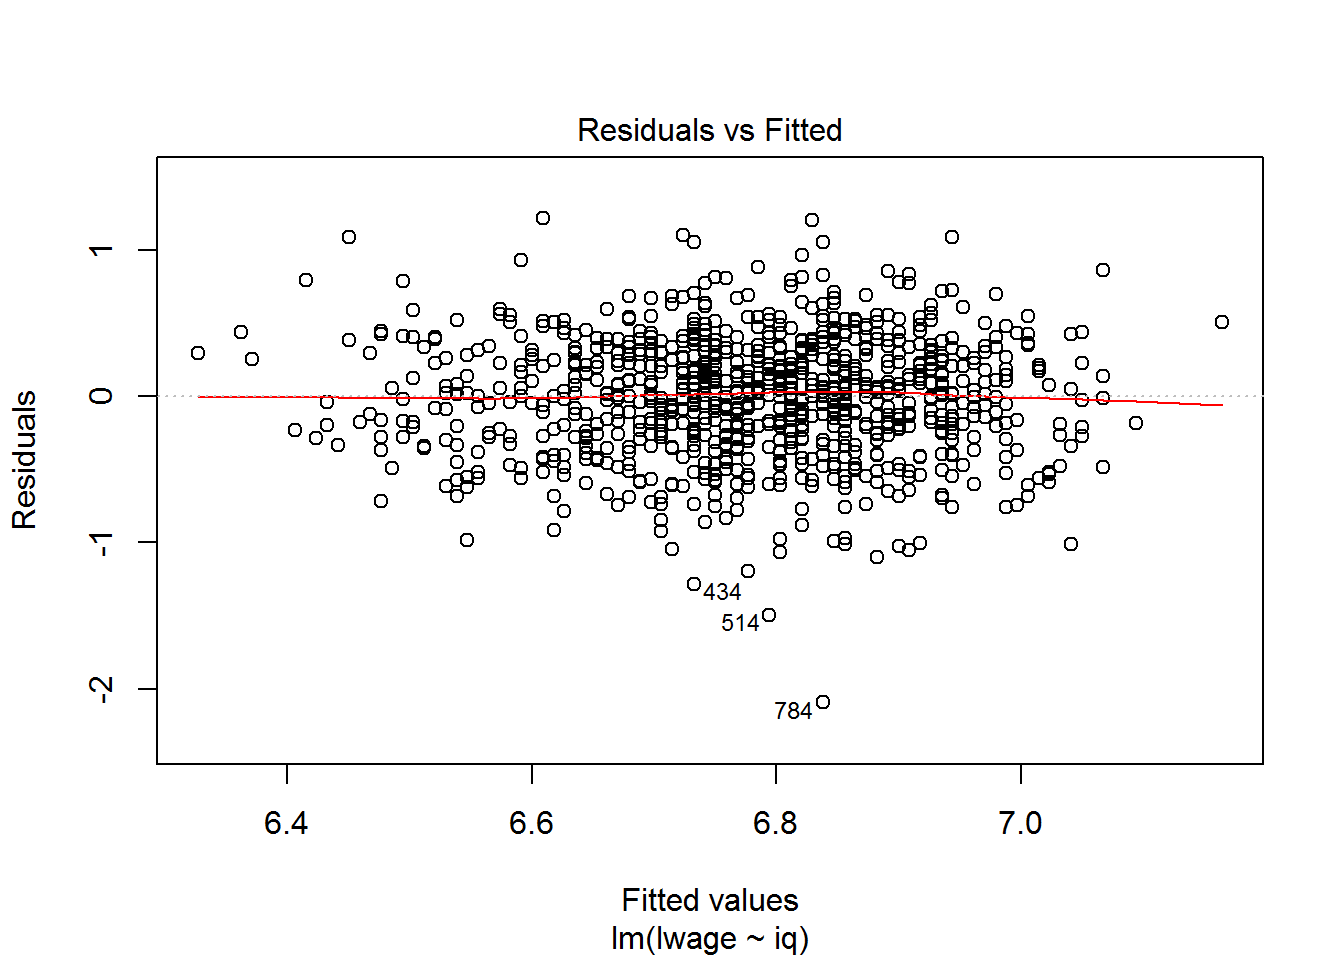 Residuals vs Fitted
Residuals
1
0
-1
-2
434
514
784
6.4 6.6 6.8 7.0
Fitted values
lm(lwage ~ iq)